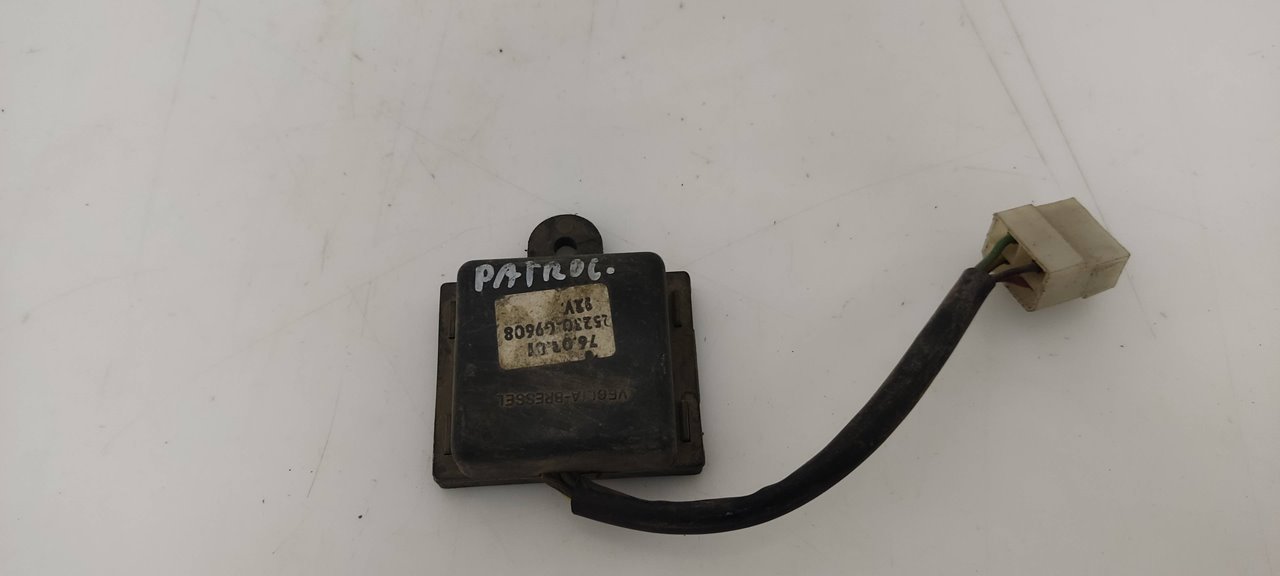 PATROL.
76.01.01
25230-G9608
12V.
VEGLIA-BRESSEL